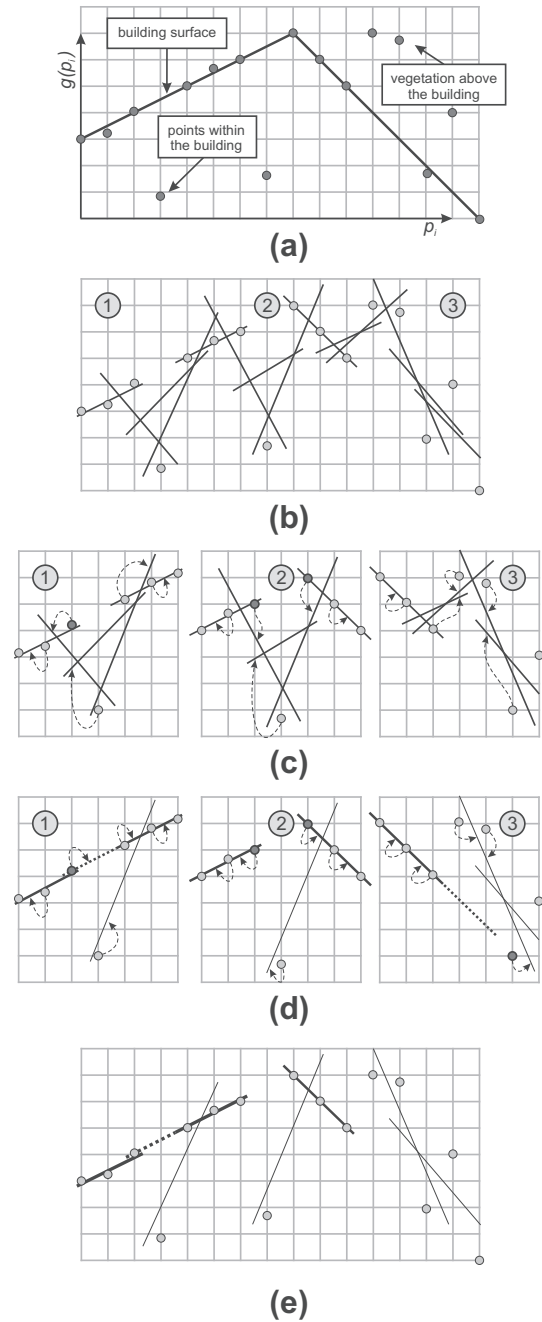 building surface
g(pᵢ)
vegetation above
the building
points within
the building
pᵢ
(a)
1
2
3
(b)
1
2
3
(c)
1
2
3
(d)
(e)